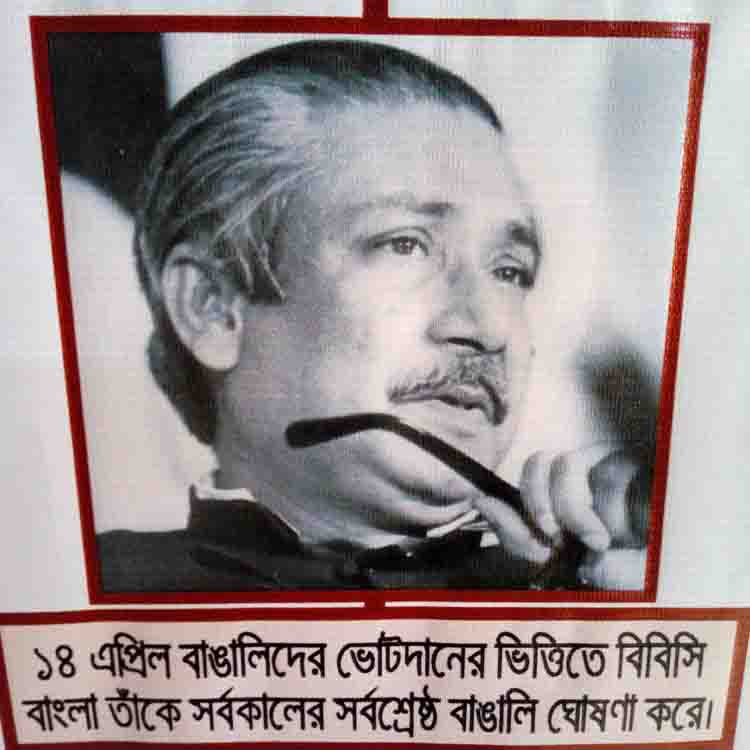 ১৪ এপ্রিল বাঙালিদের ভোটদানের ভিত্তিতে বিবিসি
বাংলা তাঁকে সর্বকালের সর্বশ্রেষ্ঠ বাঙালি ঘোষণা করে।